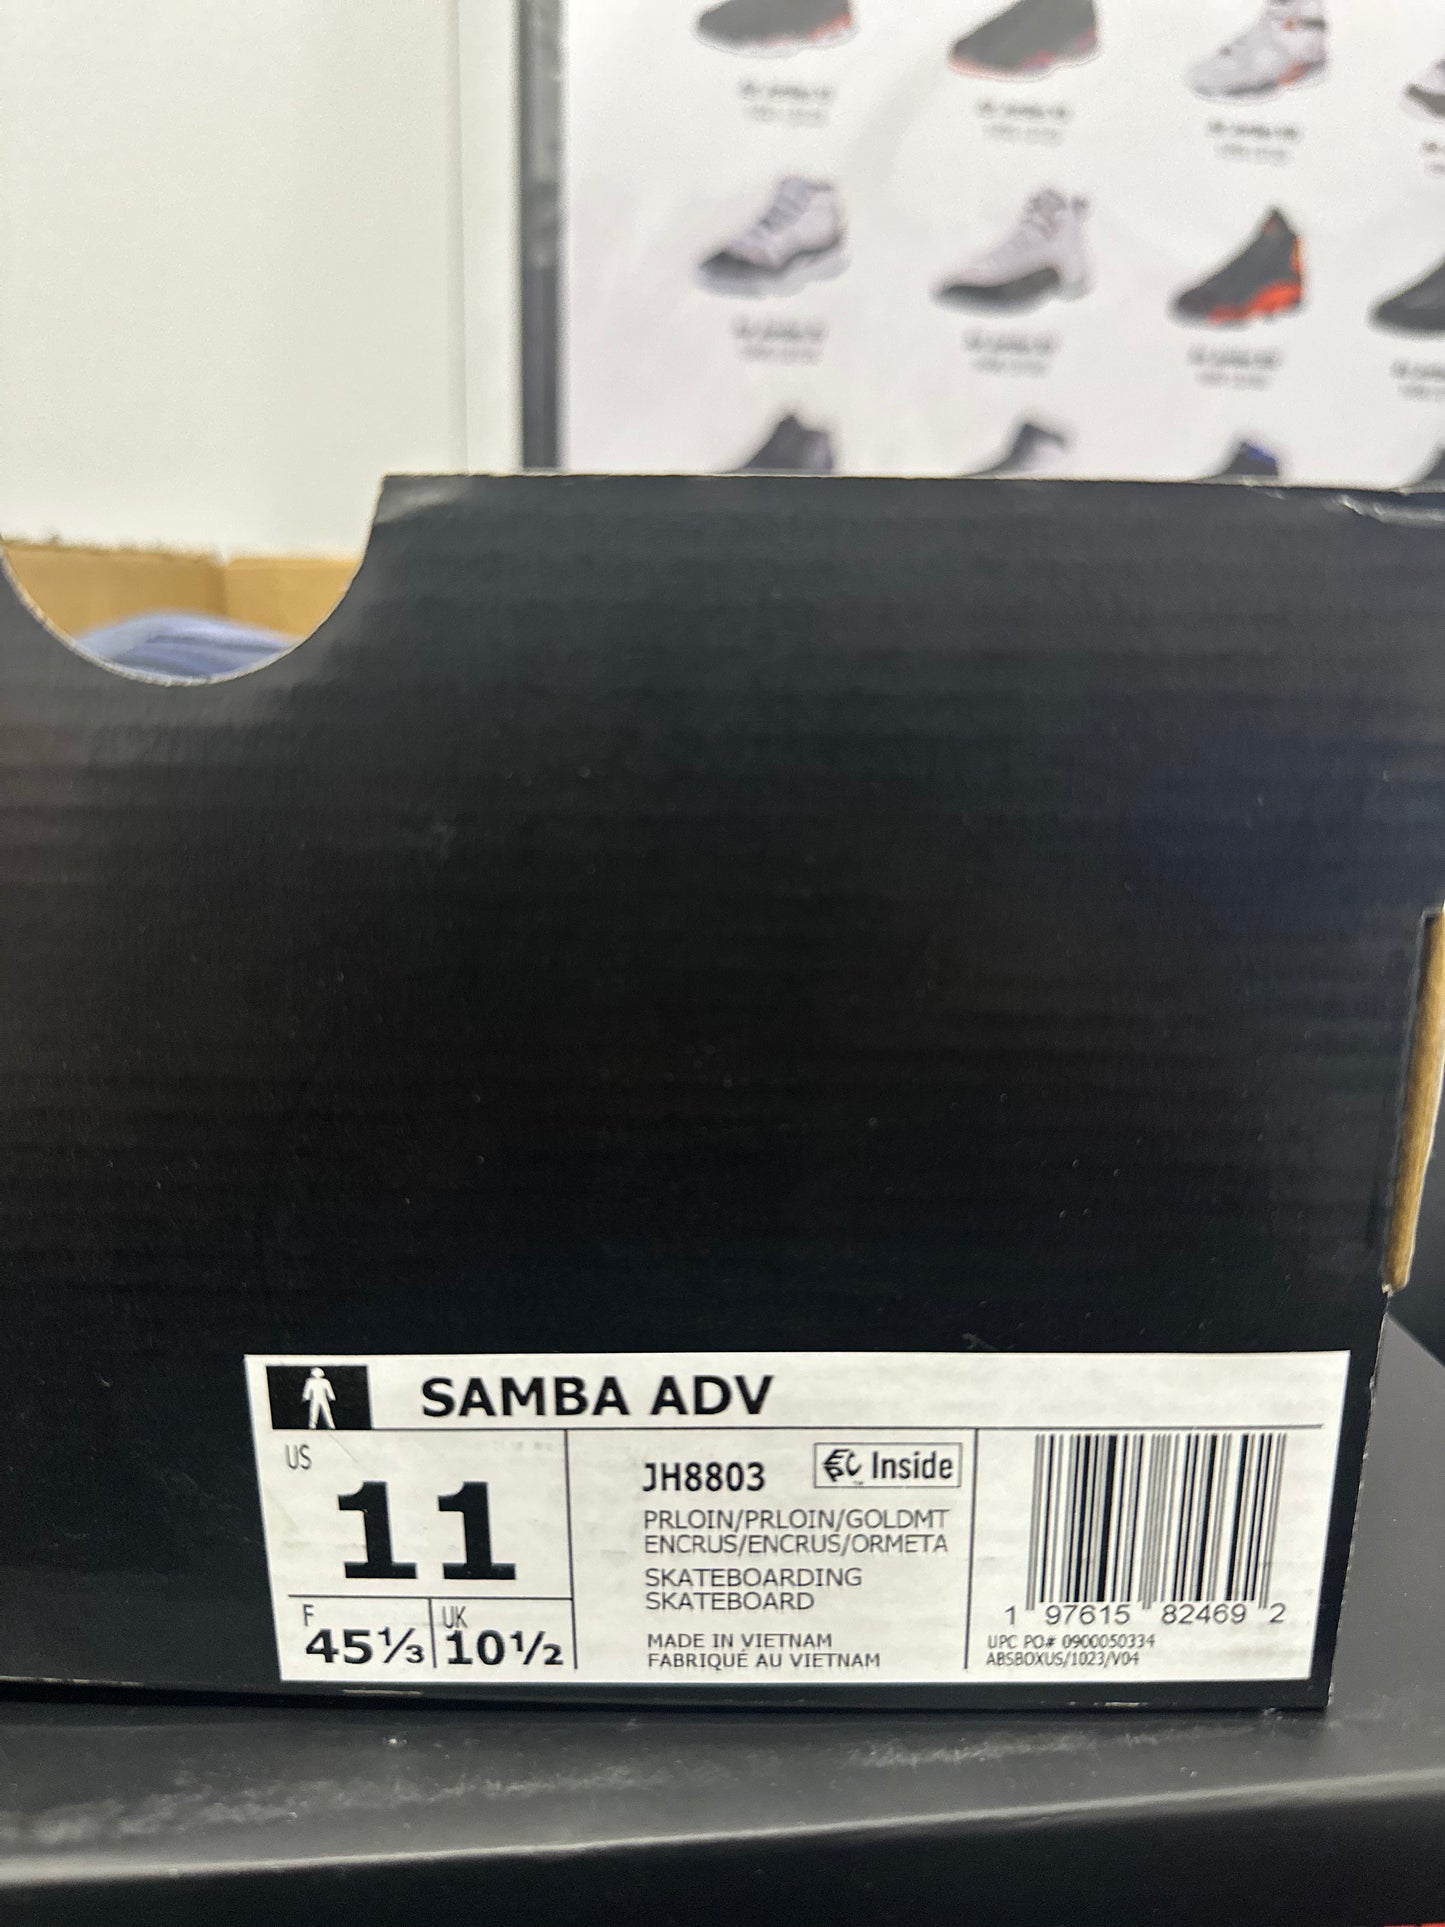 SAMBA ADV
US
11
F
45⅓
UK
10½
JH8803
Inside
PRLOIN/PRLOIN/GOLDMT
ENCRUS/ENCRUS/ORMETA
SKATEBOARDING
SKATEBOARD
MADE IN VIETNAM
FABRIQUÉ AU VIETNAM
1 97615 82469 2
UPC PO# 0900050334
ABSBOXUS/1023/V04